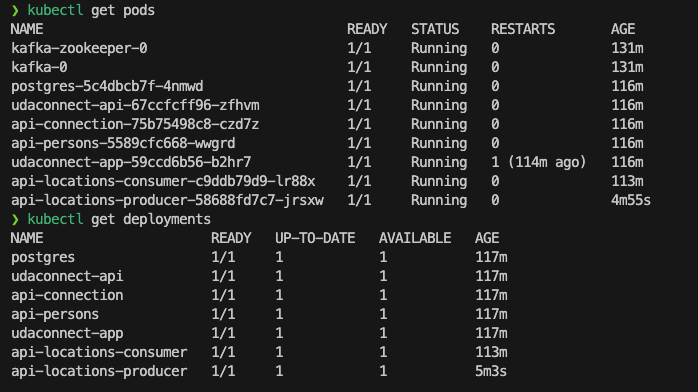 ❯ kubectl get pods
NAME READY STATUS RESTARTS AGE
kafka-zookeeper-0 1/1 Running 0 131m
kafka-0 1/1 Running 0 131m
postgres-5c4dbcb7f-4nmwd 1/1 Running 0 116m
udaconnect-api-67ccfcff96-zfhvm 1/1 Running 0 116m
api-connection-75b75498c8-czd7z 1/1 Running 0 116m
api-persons-5589cfc668-wwgrd 1/1 Running 0 116m
udaconnect-app-59ccd6b56-b2hr7 1/1 Running 1 (114m ago) 116m
api-locations-consumer-c9ddb79d9-lr88x 1/1 Running 0 113m
api-locations-producer-58688fd7c7-jrsxw 1/1 Running 0 4m55s
❯ kubectl get deployments
NAME READY UP-TO-DATE AVAILABLE AGE
postgres 1/1 1 1 117m
udaconnect-api 1/1 1 1 117m
api-connection 1/1 1 1 117m
api-persons 1/1 1 1 117m
udaconnect-app 1/1 1 1 117m
api-locations-consumer 1/1 1 1 113m
api-locations-producer 1/1 1 1 5m3s